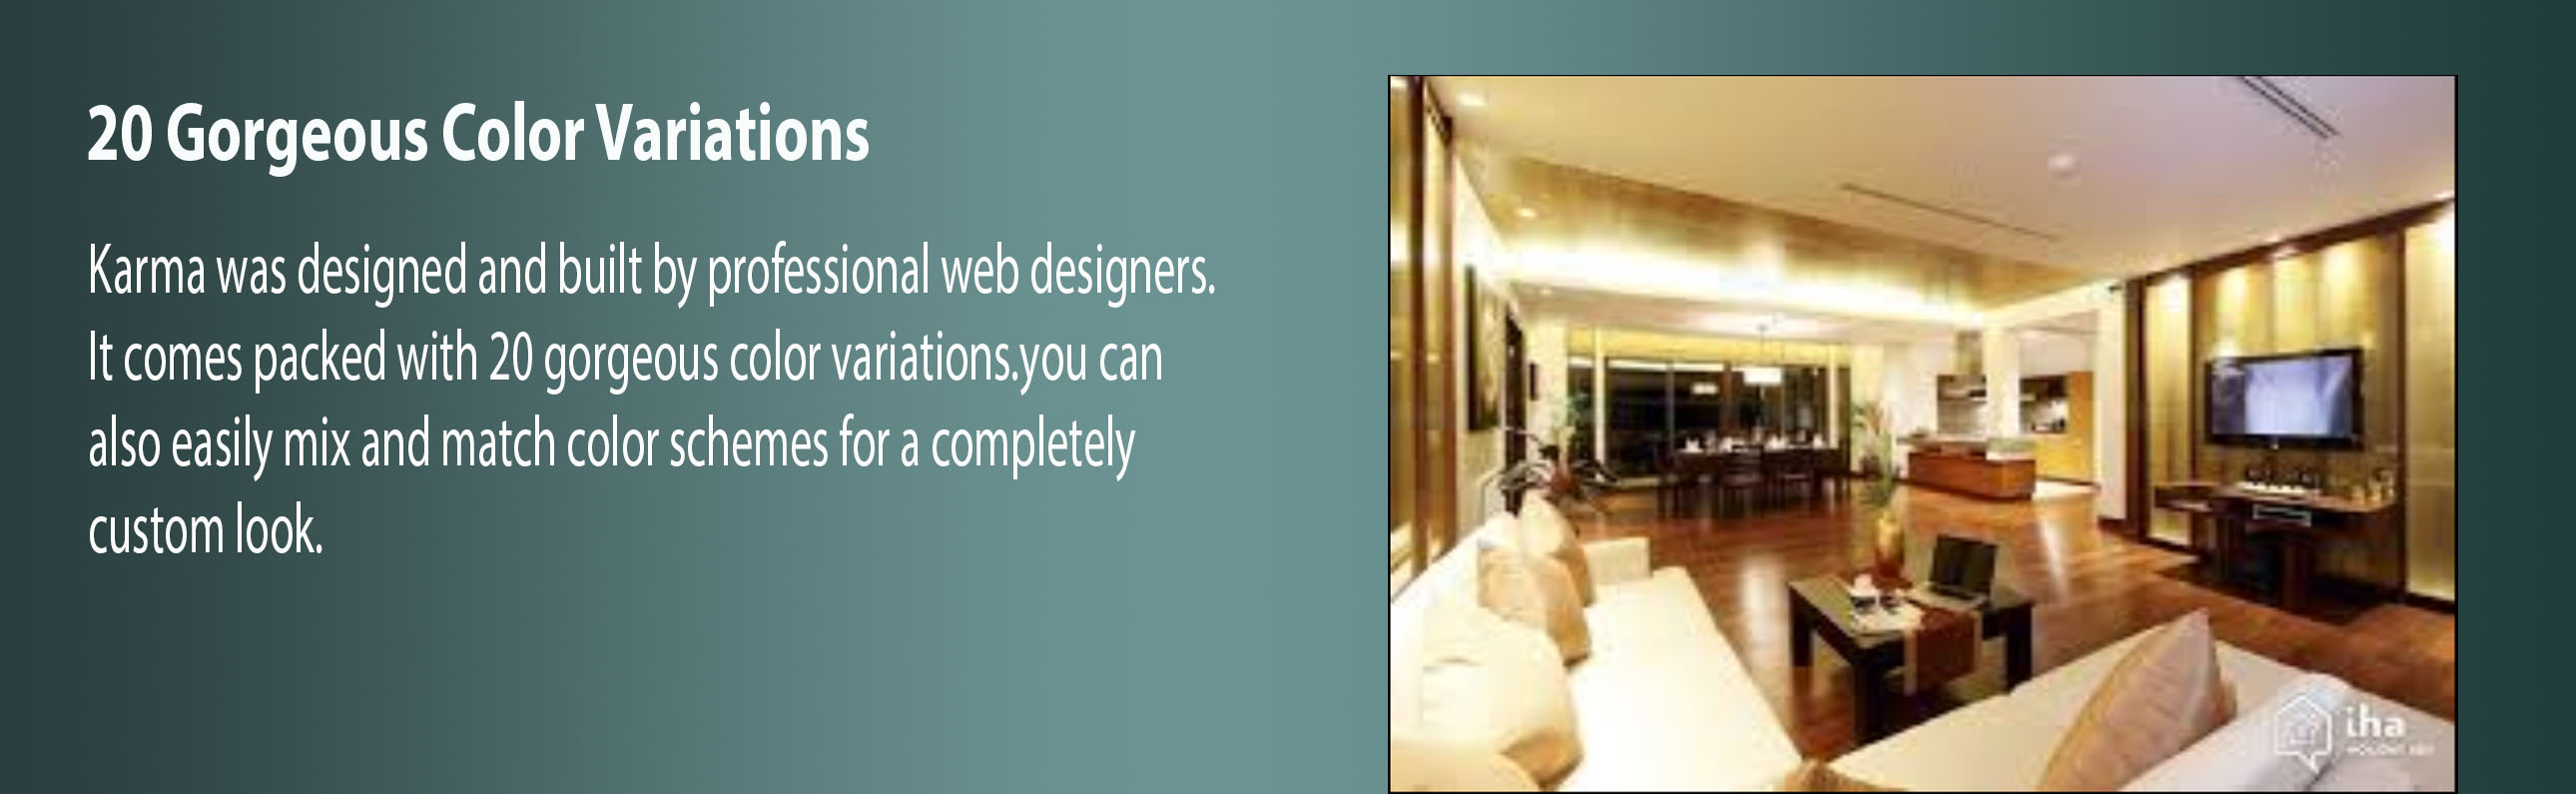 20 Gorgeous Color Variations
Karma was designed and built by professional web designers.
It comes packed with 20 gorgeous color variations.you can
also easily mix and match color schemes for a completely
custom look.
iha